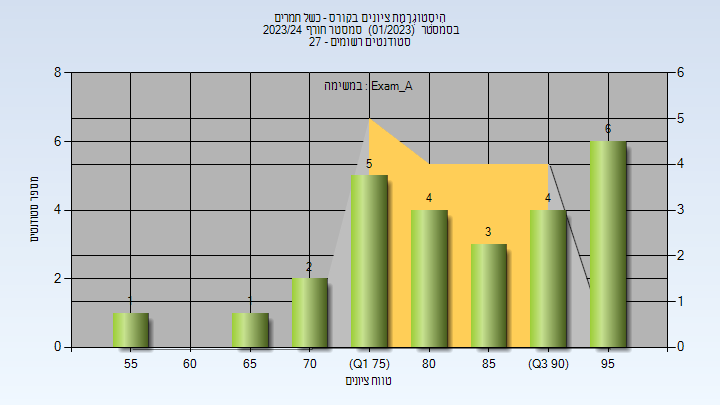 היסטוגרמת ציונים בקורס - כשל חמרים
בסמסטר (01/2023) סמסטר חורף 2023/24
סטודנטים רשומים - 27
במשימה : Exam_A
8
6
4
2
0
6
5
4
3
2
1
0
1
1
2
5
4
3
4
6
מספר סטודנטים
55 60 65 70 (Q1 75) 80 85 (Q3 90) 95
טווח ציונים